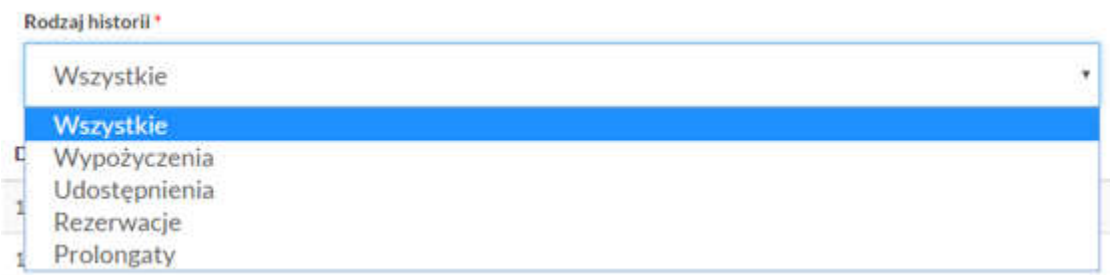 Rodzaj historii *
Wszystkie
Wszystkie
Wypożyczenia
Udostępnienia
Rezerwacje
Prolongaty